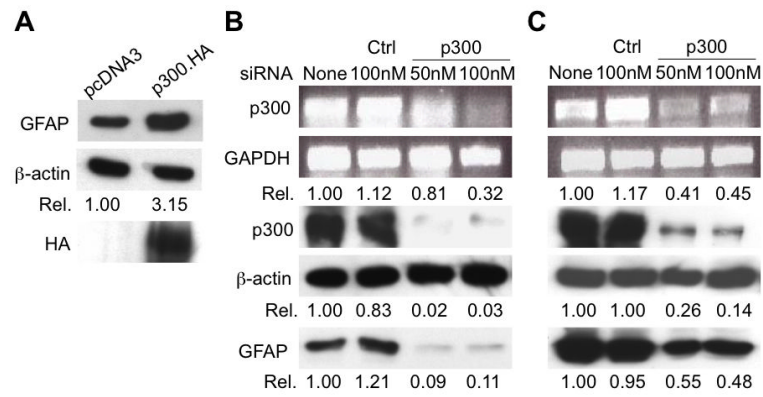 A
pcDNA3 p300.HA
GFAP
β-actin
Rel. 1.00 3.15
HA
B
Ctrl p300
siRNA None 100nM 50nM 100nM
p300
GAPDH
Rel. 1.00 1.12 0.81 0.32
p300
β-actin
Rel. 1.00 0.83 0.02 0.03
GFAP
Rel. 1.00 1.21 0.09 0.11
C
Ctrl p300
None 100nM 50nM 100nM
1.00 1.17 0.41 0.45
1.00 1.00 0.26 0.14
1.00 0.95 0.55 0.48